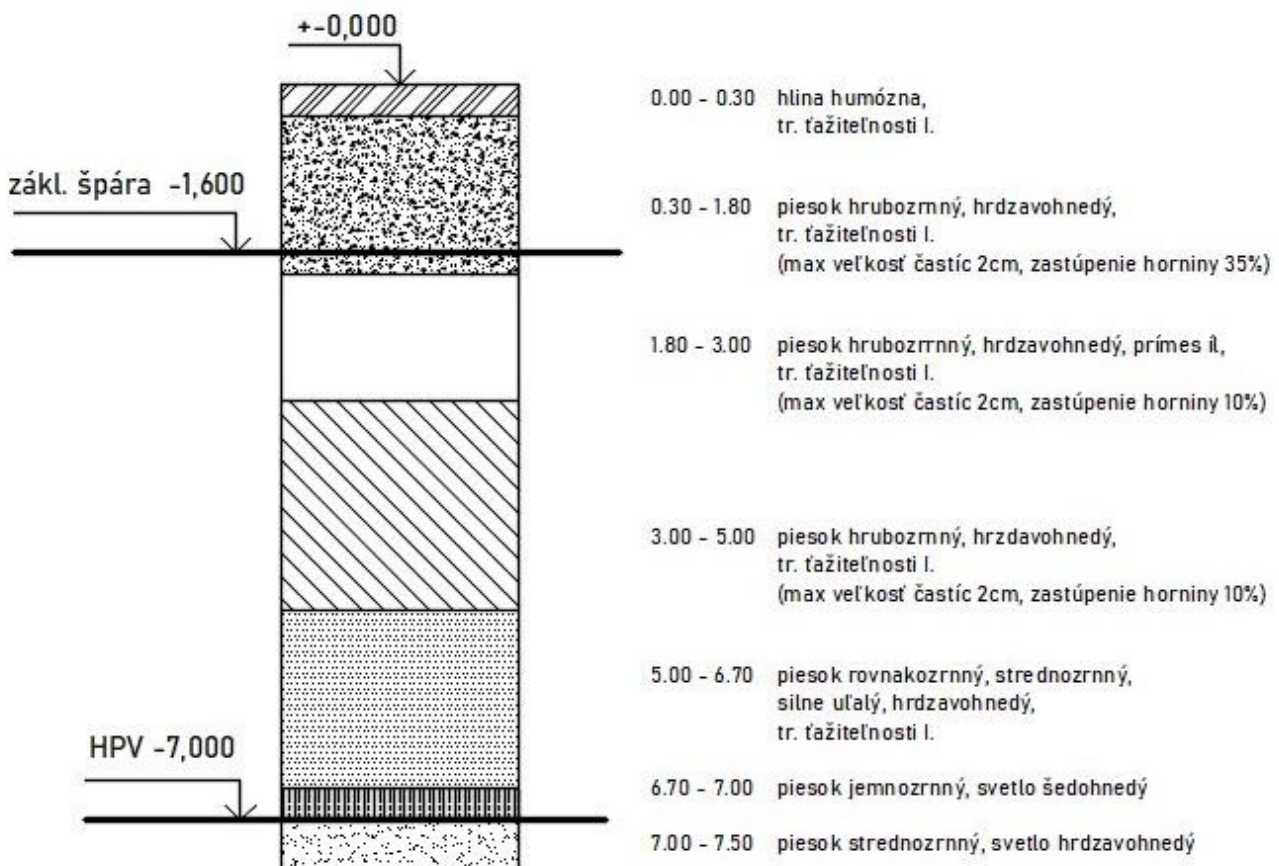 +-0,000
0.00 - 0.30 hlina humózna,
tr. ťažiteľnosti I.
zákl. špára -1,600
0.30 - 1.80 piesok hrubozrnný, hrdzavohnedý,
tr. ťažiteľnosti I.
(max veľkosť častíc 2cm, zastúpenie horniny 35%)
1.80 - 3.00 piesok hrubozrrnný, hrdzavohnedý, prímes íl,
tr. ťažiteľnosti I.
(max veľkosť častíc 2cm, zastúpenie horniny 10%)
3.00 - 5.00 piesok hrubozrnný, hrzdavohnedý,
tr. ťažiteľnosti I.
(max veľkosť častíc 2cm, zastúpenie horniny 10%)
5.00 - 6.70 piesok rovnakozrnný, strednozrnný,
silne uľalý, hrdzavohnedý,
tr. ťažiteľnosti I.
HPV -7,000
6.70 - 7.00 piesok jemnozrnný, svetlo šedohnedý
7.00 - 7.50 piesok strednozrnný, svetlo hrdzavohnedý